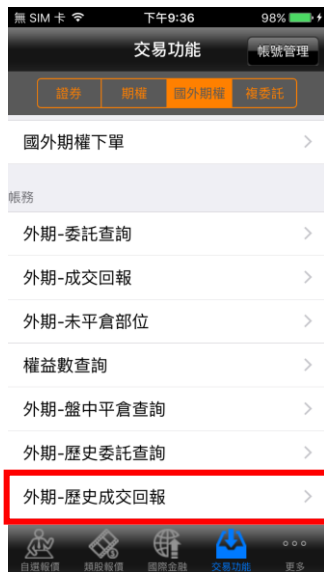 無 SIM 卡 下午9:36 98%
交易功能 帳號管理
證券 期權 國外期權 複委託
國外期權下單
帳務
外期-委託查詢
外期-成交回報
外期-未平倉部位
權益數查詢
外期-盤中平倉查詢
外期-歷史委託查詢
外期-歷史成交回報
自選報價 類股報價 國際金融 交易功能 更多